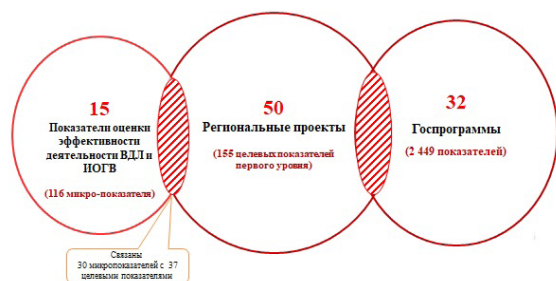 15
Показатели оценки
эффективности
деятельности ВДЛ и
ИОГВ
(116 микро-показателя)
50
Региональные проекты
(155 целевых показателей
первого уровня)
32
Госпрограммы
(2 449 показателей)
Связаны
30 микропоказателей с 37
целевыми показателями